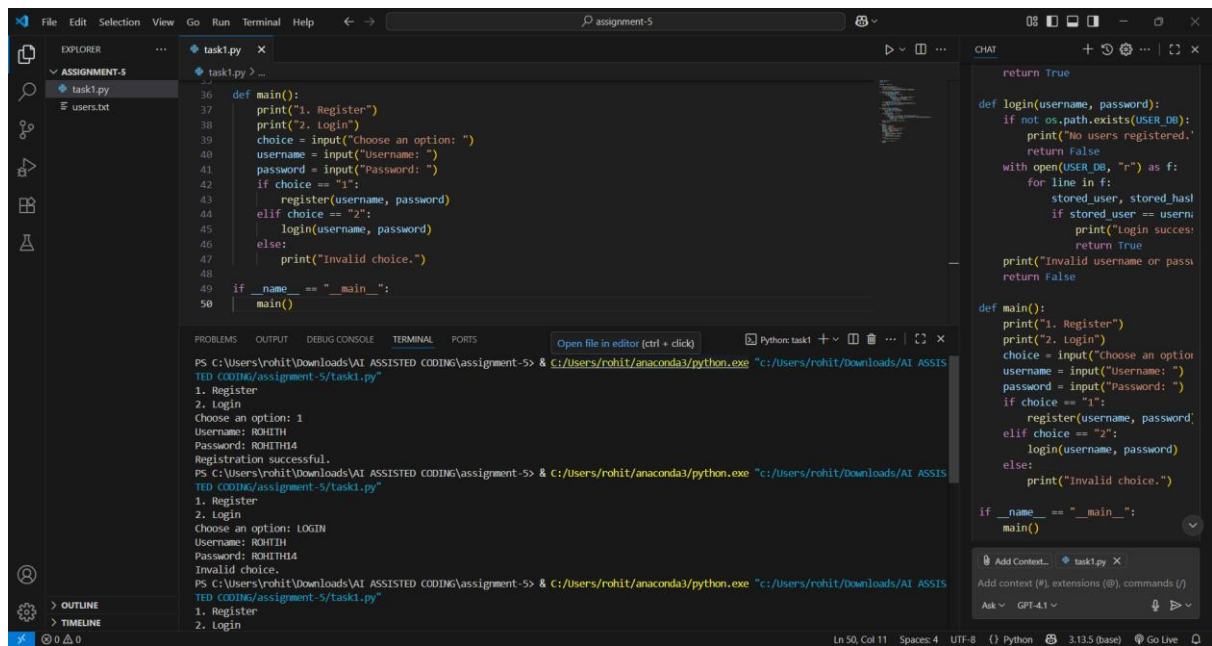 File Edit Selection View Go Run Terminal Help
assignment-5
EXPLORER
ASSIGNMENT-5
task1.py
users.txt
OUTLINE
TIMELINE
task1.py
task1.py > ...
36 def main():
37 print("1. Register")
38 print("2. Login")
39 choice = input("Choose an option: ")
40 username = input("Username: ")
41 password = input("Password: ")
42 if choice == "1":
43 register(username, password)
44 elif choice == "2":
45 login(username, password)
46 else:
47 print("Invalid choice.")
48
49 if __name__ == "__main__":
50 main()
PROBLEMS OUTPUT DEBUG CONSOLE TERMINAL PORTS
Open file in editor (ctrl + click)
Python: task1
PS C:\Users\rohit\Downloads\AI ASSISTED CODING\assignment-5> & C:/Users/rohit/anaconda3/python.exe "c:/Users/rohit/Downloads/AI ASSIS
TED CODING/assignment-5/task1.py"
1. Register
2. Login
Choose an option: 1
Username: ROHITH
Password: ROHITH14
Registration successful.
PS C:\Users\rohit\Downloads\AI ASSISTED CODING\assignment-5> & C:/Users/rohit/anaconda3/python.exe "c:/Users/rohit/Downloads/AI ASSIS
TED CODING/assignment-5/task1.py"
1. Register
2. Login
Choose an option: LOGIN
Username: ROHTIH
Password: ROHITH14
Invalid choice.
PS C:\Users\rohit\Downloads\AI ASSISTED CODING\assignment-5> & C:/Users/rohit/anaconda3/python.exe "c:/Users/rohit/Downloads/AI ASSIS
TED CODING/assignment-5/task1.py"
1. Register
2. Login
CHAT
return True
def login(username, password):
if not os.path.exists(USER_DB):
print("No users registered.
return False
with open(USER_DB, "r") as f:
for line in f:
stored_user, stored_hasl
if stored_user == userna
print("Login succes
return True
print("Invalid username or passw
return False
def main():
print("1. Register")
print("2. Login")
choice = input("Choose an option
username = input("Username: ")
password = input("Password: ")
if choice == "1":
register(username, password)
elif choice == "2":
login(username, password)
else:
print("Invalid choice.")
if __name__ == "__main__":
main()
Add Context... task1.py
Add context (#), extensions (@), commands (/)
Ask GPT-4.1
0 0 Ln 50, Col 11 Spaces: 4 UTF-8 {} Python 3.13.5 (base) Go Live